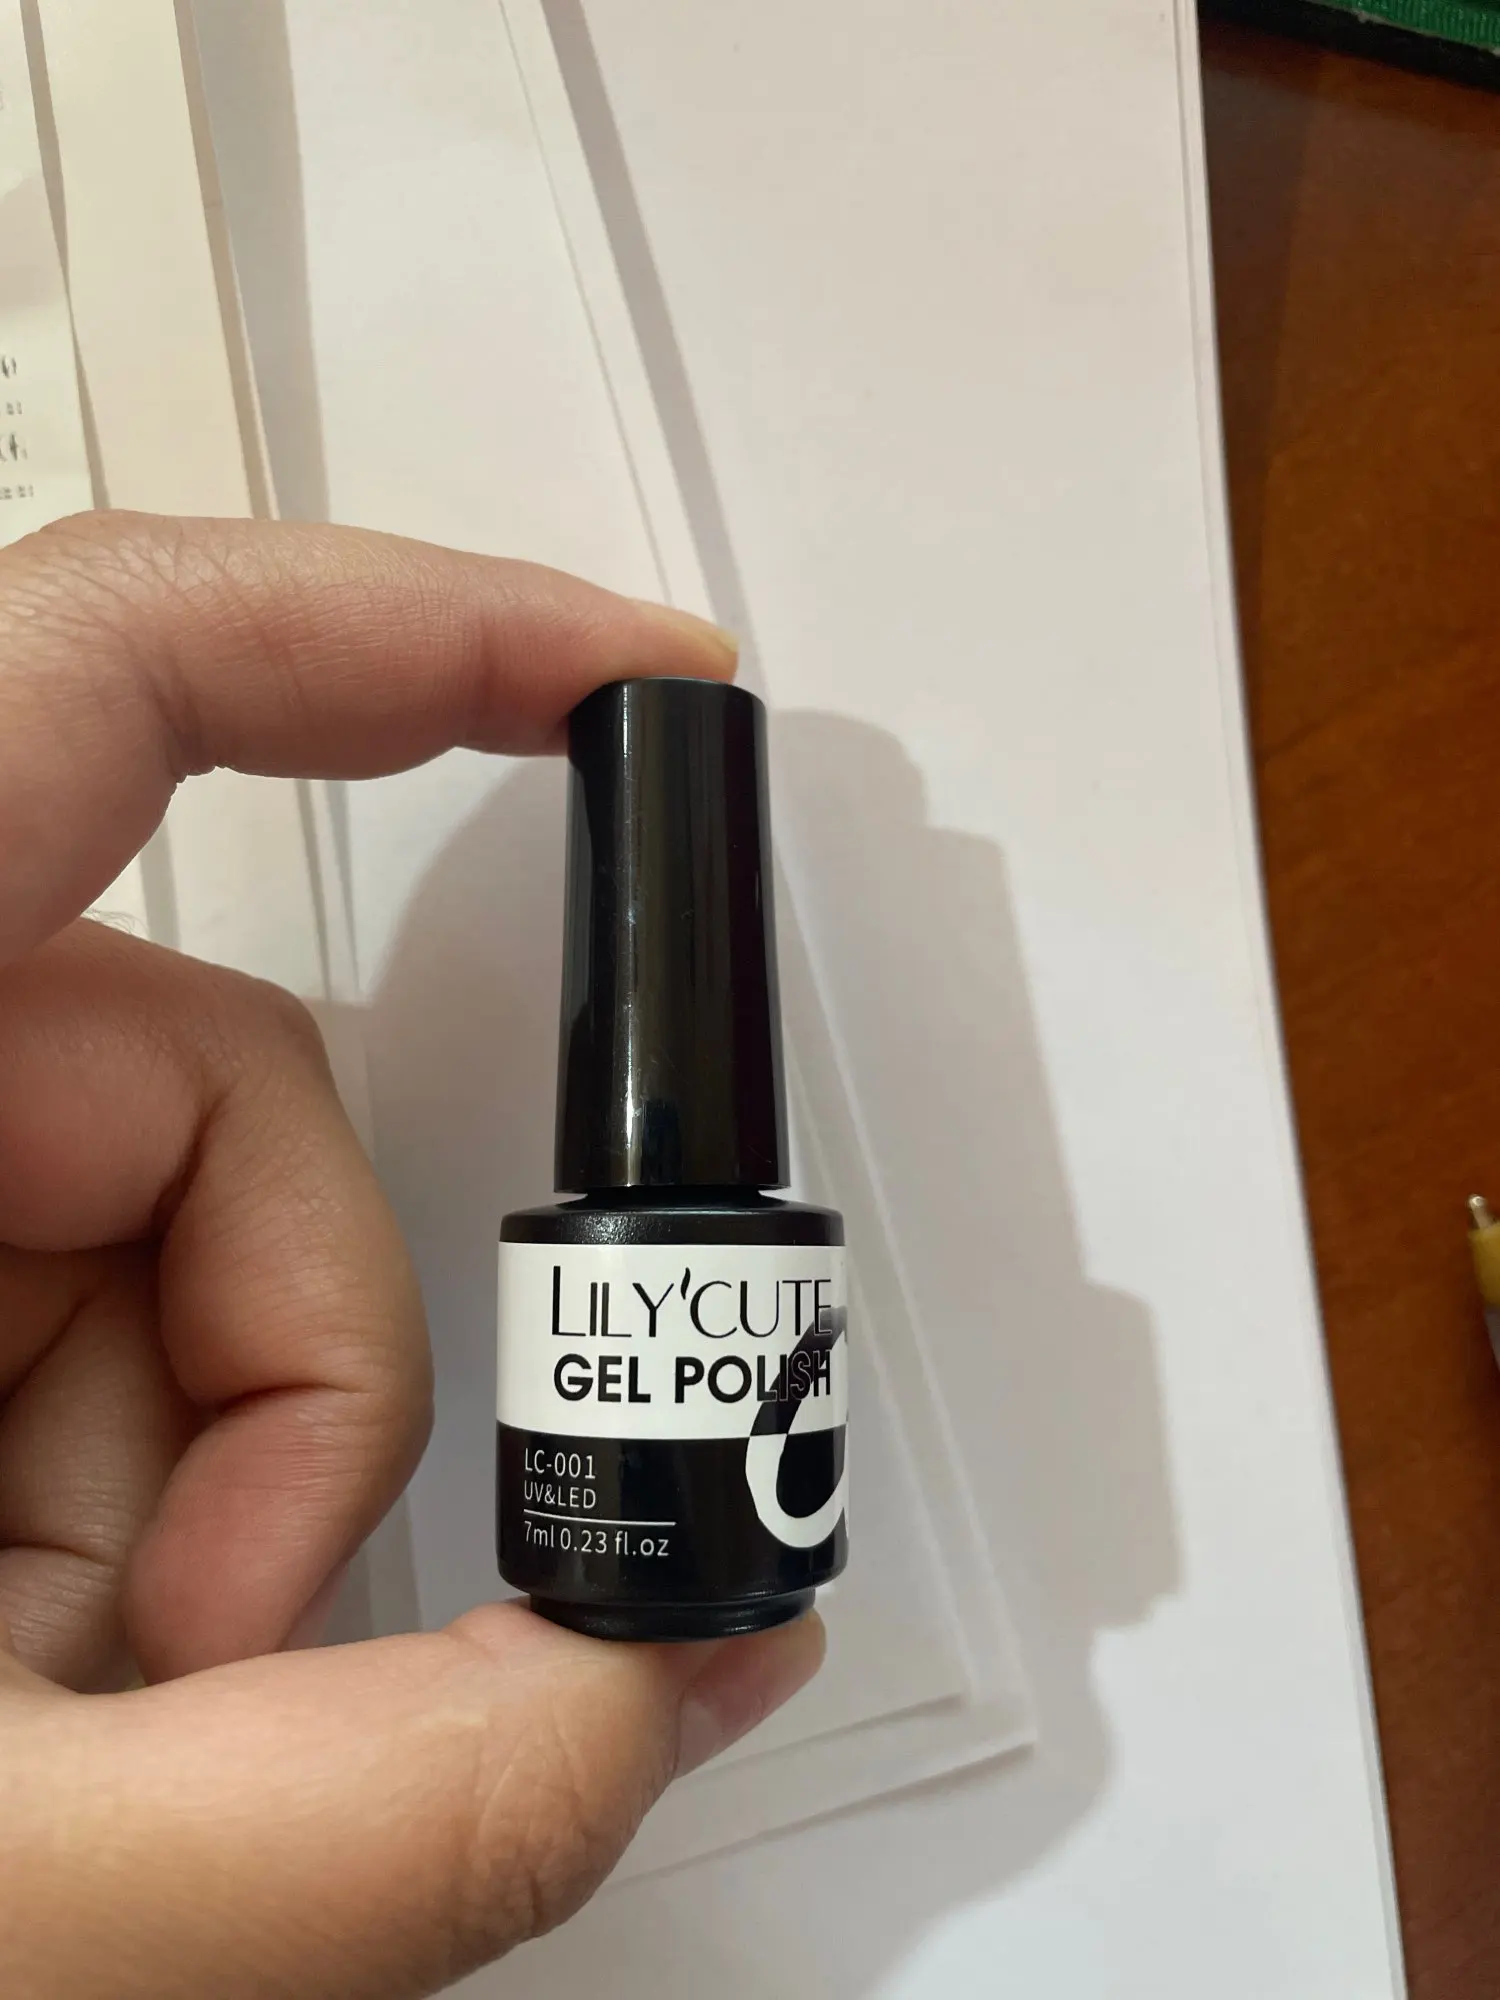 LILY'CUTE
GEL POLISH
LC-001
UV&LED
7ml 0.23 fl.oz